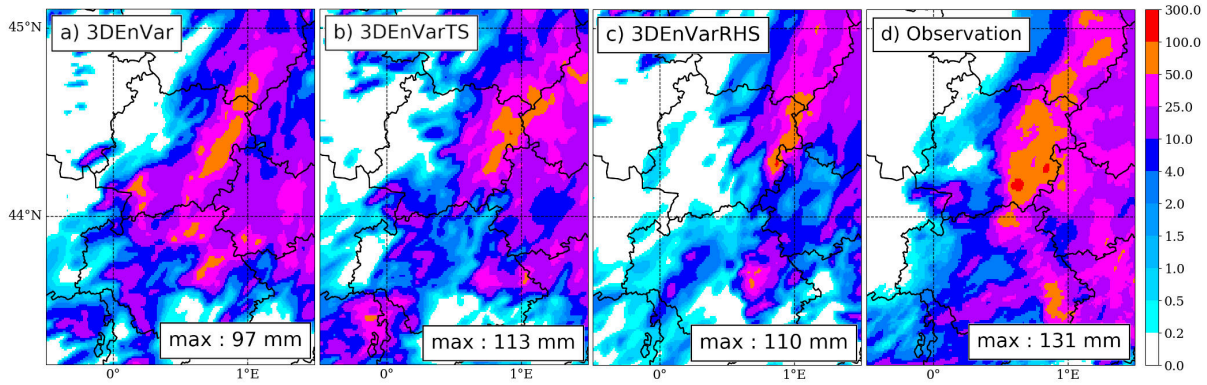 45°N
44°N
a) 3DEnVar
max : 97 mm
0°
1°E
b) 3DEnVarTS
max : 113 mm
0°
1°E
c) 3DEnVarRHS
max : 110 mm
0°
1°E
d) Observation
max : 131 mm
0°
1°E
300.0
100.0
50.0
25.0
10.0
4.0
2.0
1.5
1.0
0.5
0.2
0.0